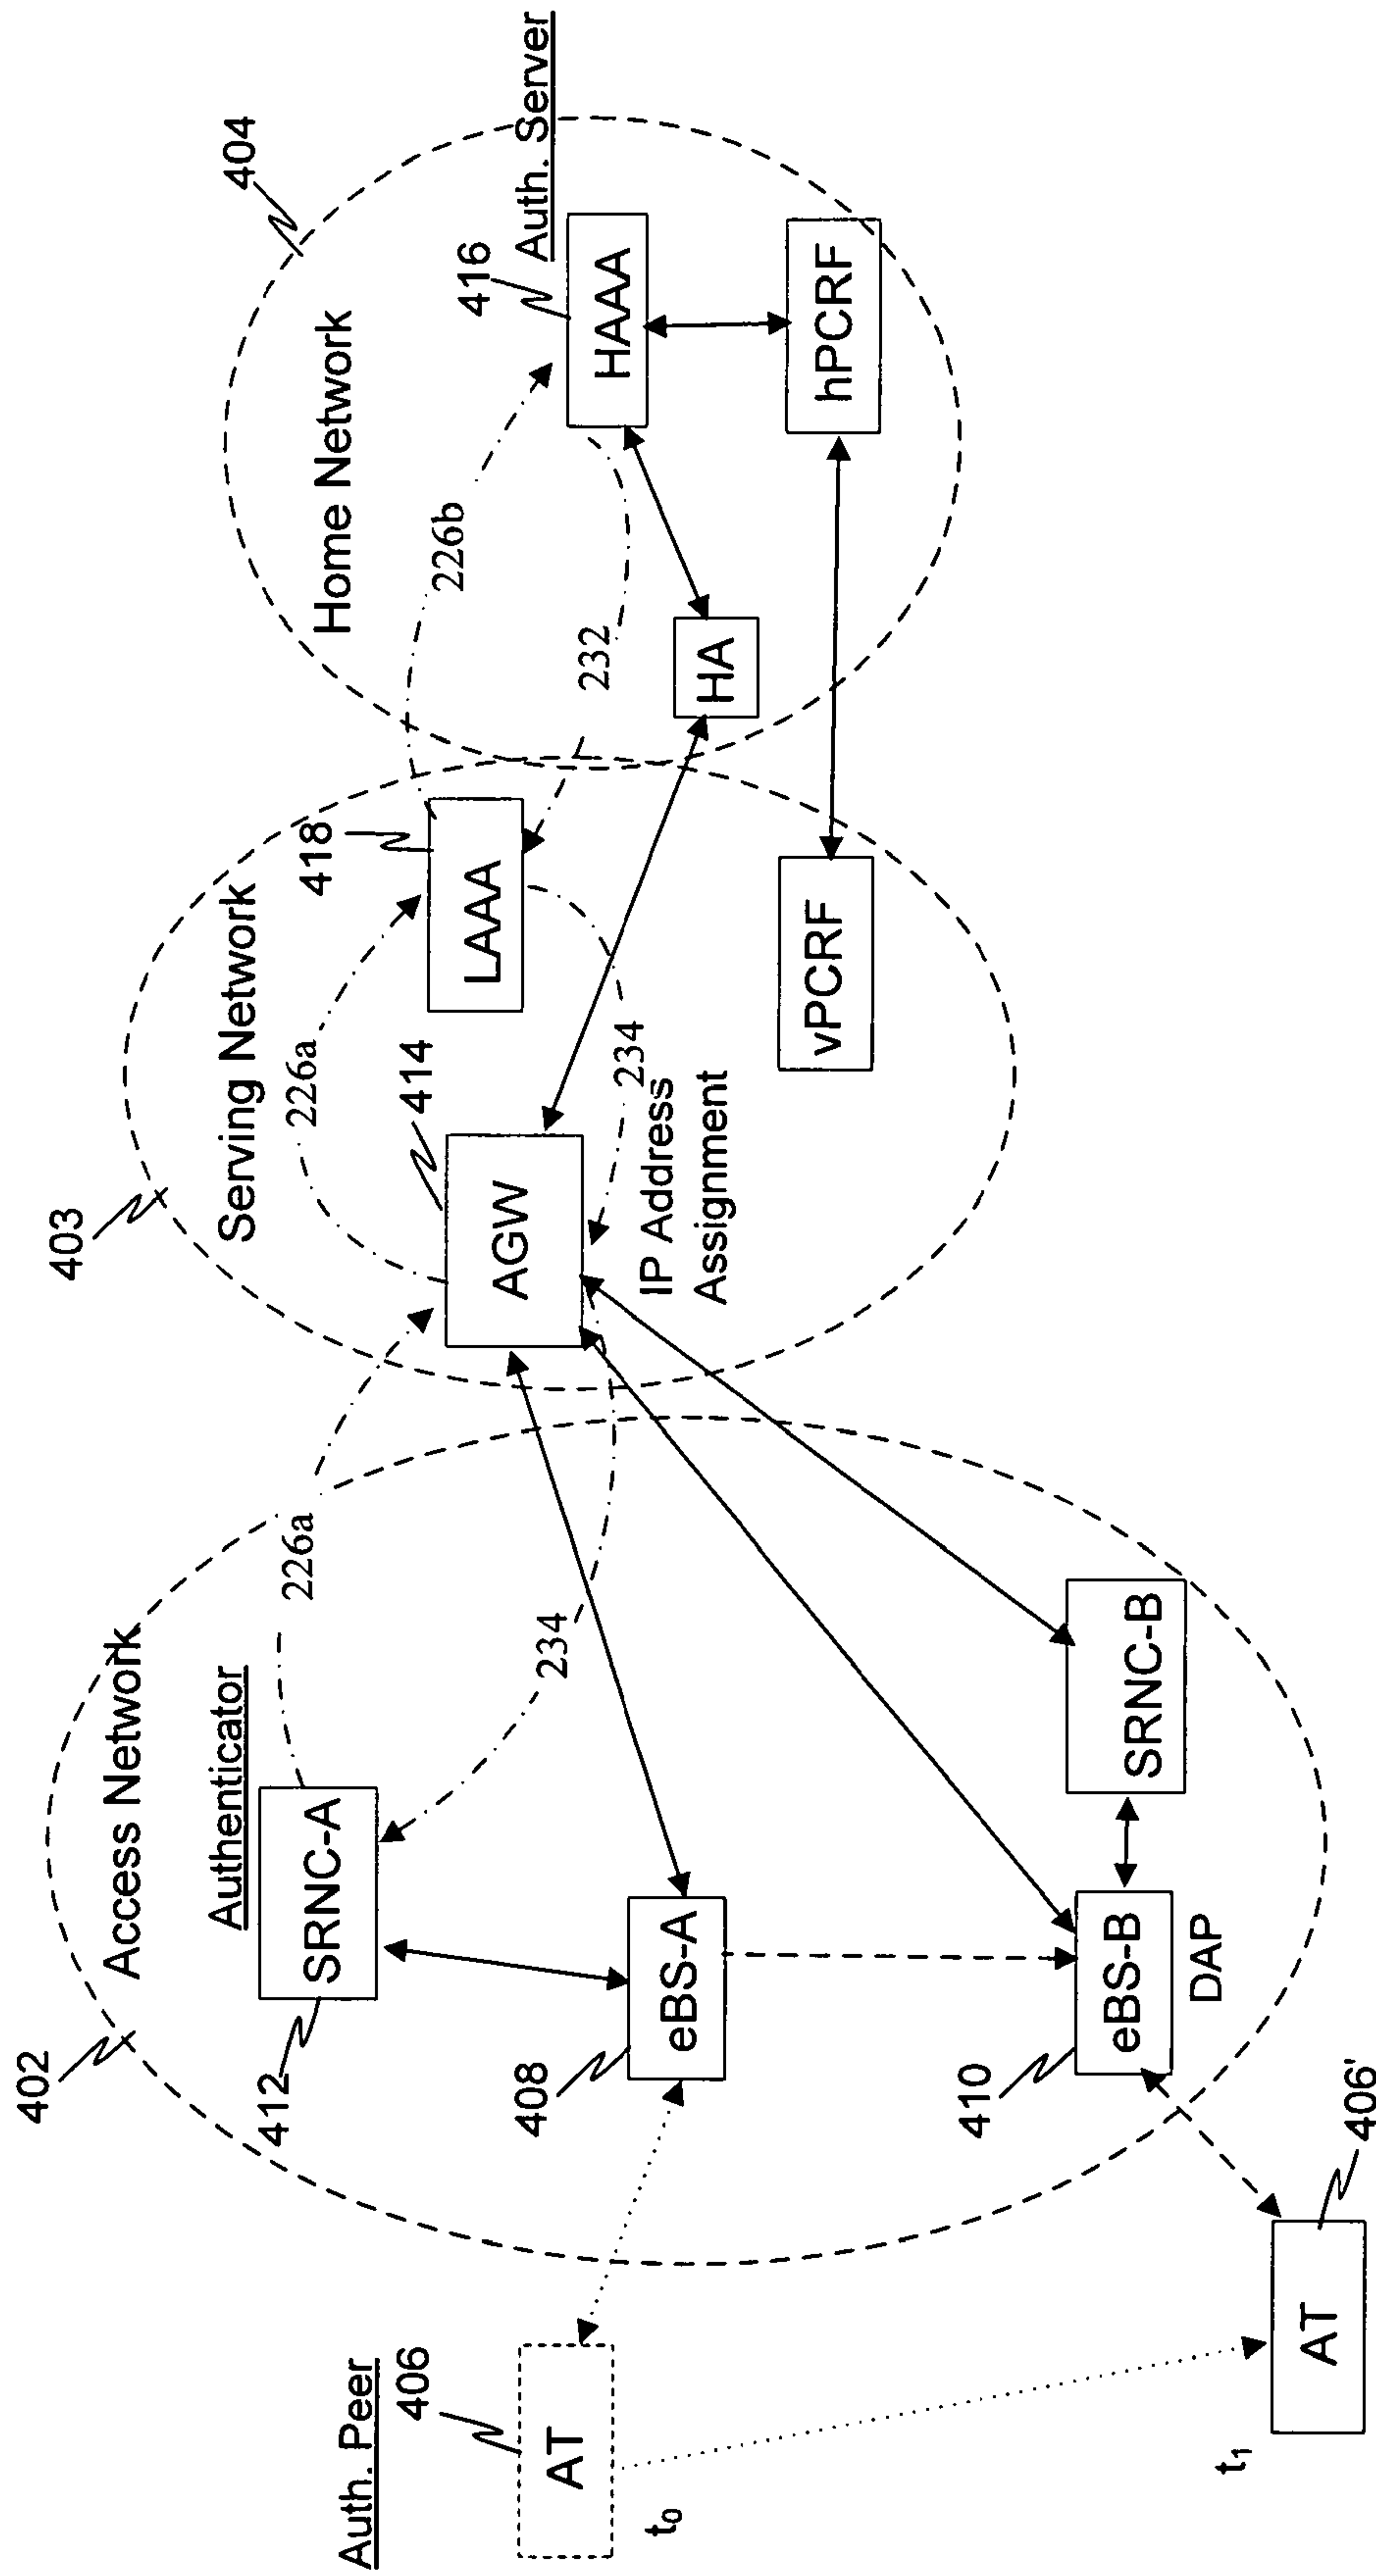 404
Home Network
416
Auth. Server
HAAA
hPCRF
226b
232
HA
403
Serving Network
418
LAAA
226a
414
AGW
234
IP Address
Assignment
vPCRF
402
Access Network
Authenticator
226a
SRNC-A
412
234
eBS-A
408
SRNC-B
eBS-B
410
DAP
Auth. Peer
406
AT
t0
406'
AT
t1